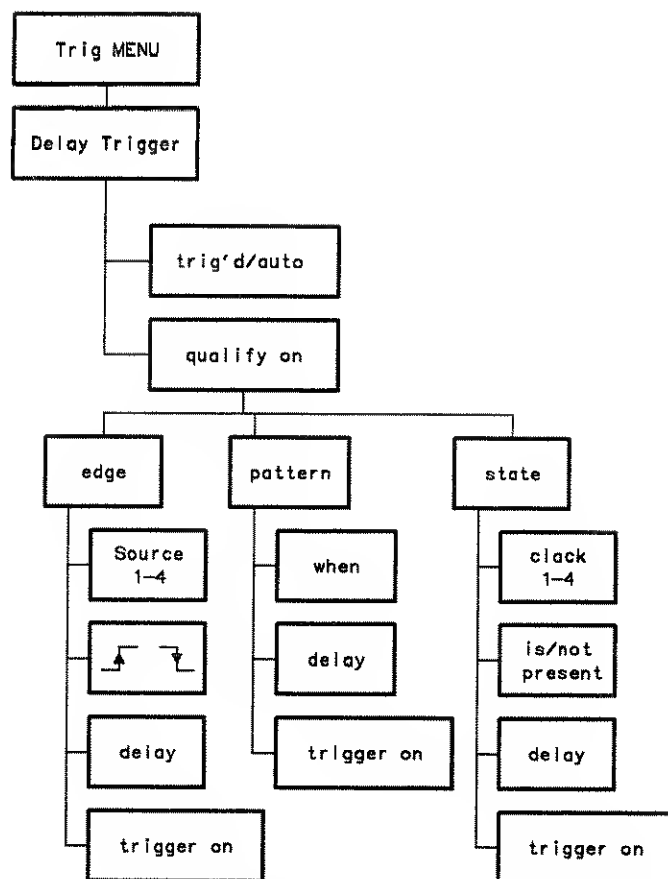 Trig MENU
Delay Trigger
trig'd/auto
qualify on
edge
pattern
state
Source
1-4
delay
trigger on
when
delay
trigger on
clack
1-4
is/not
present
delay
trigger on